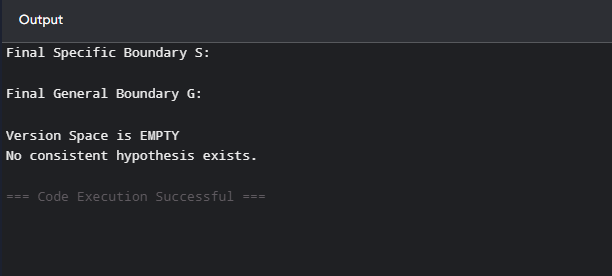 Output
Final Specific Boundary S:
Final General Boundary G:
Version Space is EMPTY
No consistent hypothesis exists.
=== Code Execution Successful ===